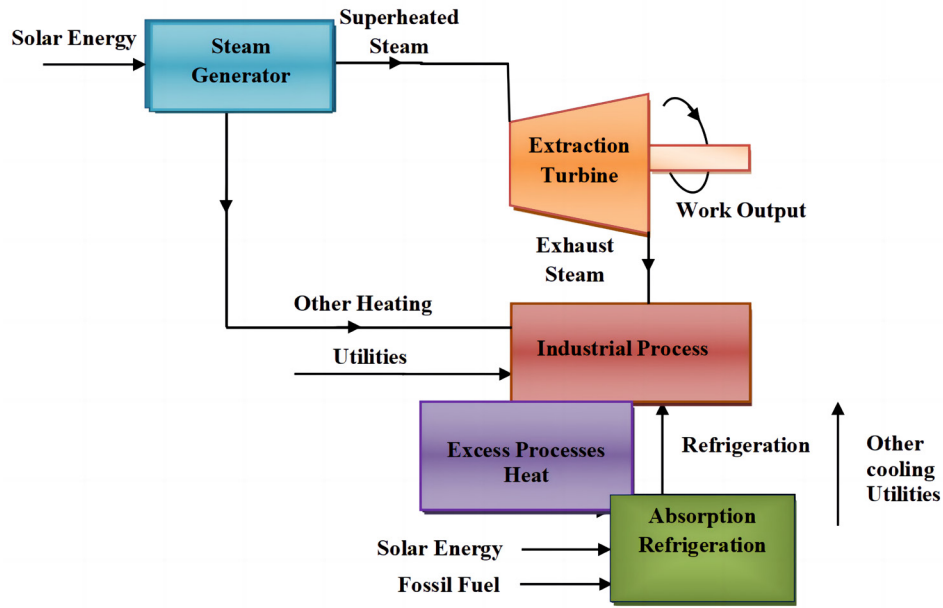 Superheated
Steam
Solar Energy
Steam
Generator
Extraction
Turbine
Work Output
Exhaust
Steam
Other Heating
Industrial Process
Utilities
Excess Processes
Heat
Refrigeration
Other
cooling
Utilities
Absorption
Refrigeration
Solar Energy
Fossil Fuel